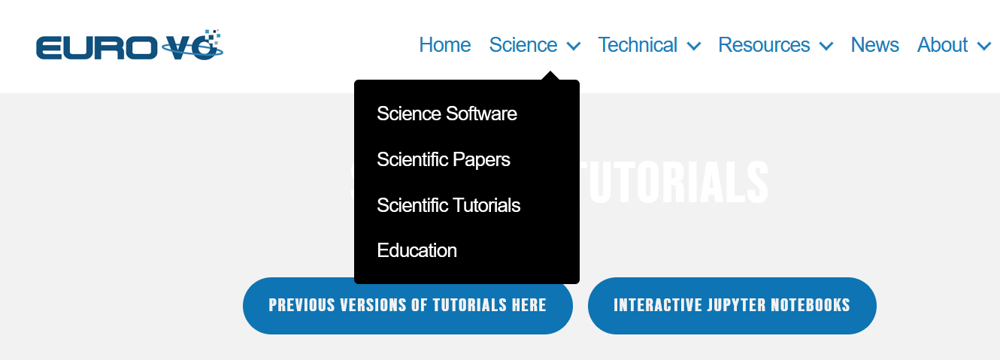 EURO VO
Home Science Technical Resources News About
Science Software
Scientific Papers
Scientific Tutorials
Education
TUTORIALS
PREVIOUS VERSIONS OF TUTORIALS HERE
INTERACTIVE JUPYTER NOTEBOOKS